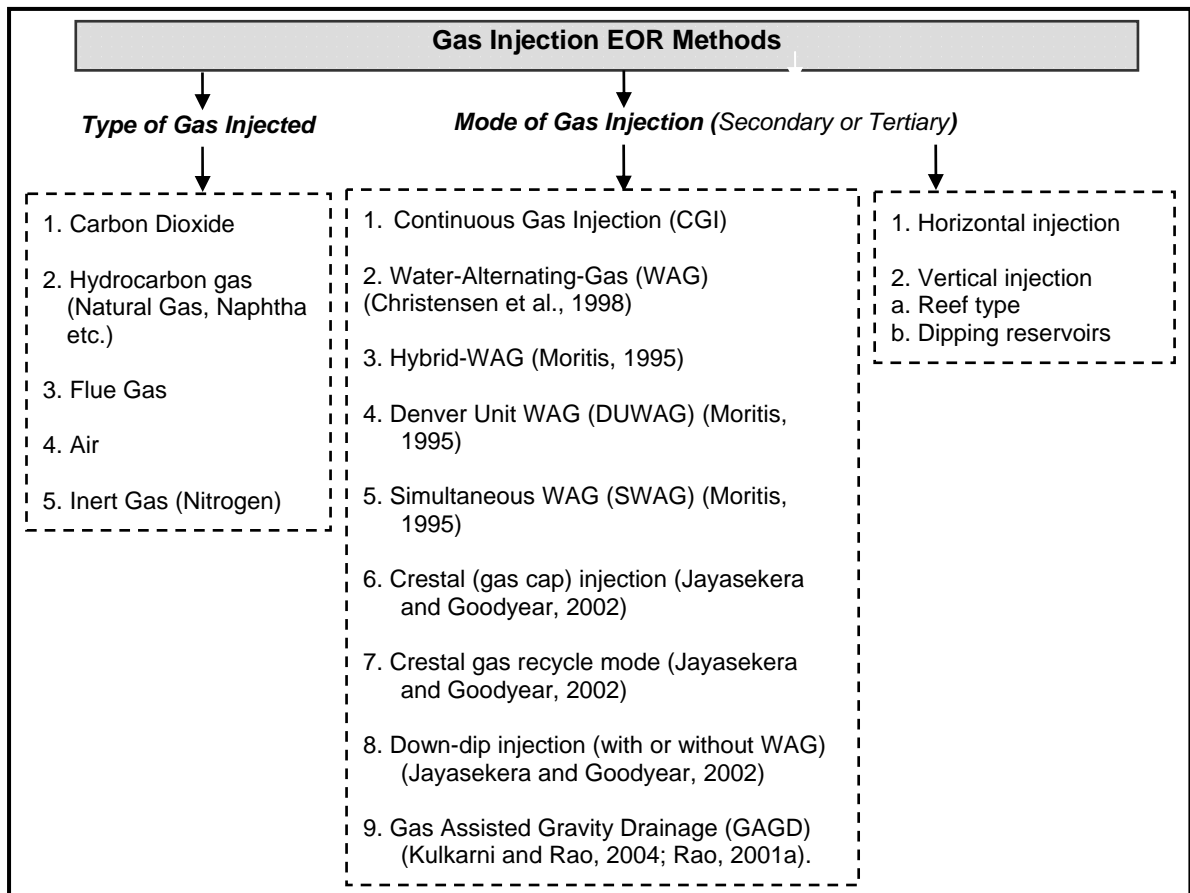 Gas Injection EOR Methods
Type of Gas Injected
Mode of Gas Injection (Secondary or Tertiary)
1. Carbon Dioxide
2. Hydrocarbon gas
(Natural Gas, Naphtha
etc.)
3. Flue Gas
4. Air
5. Inert Gas (Nitrogen)
1. Continuous Gas Injection (CGI)
2. Water-Alternating-Gas (WAG)
(Christensen et al., 1998)
3. Hybrid-WAG (Moritis, 1995)
4. Denver Unit WAG (DUWAG) (Moritis,
1995)
5. Simultaneous WAG (SWAG) (Moritis,
1995)
6. Crestal (gas cap) injection (Jayasekera
and Goodyear, 2002)
7. Crestal gas recycle mode (Jayasekera
and Goodyear, 2002)
8. Down-dip injection (with or without WAG)
(Jayasekera and Goodyear, 2002)
9. Gas Assisted Gravity Drainage (GAGD)
(Kulkarni and Rao, 2004; Rao, 2001a).
1. Horizontal injection
2. Vertical injection
a. Reef type
b. Dipping reservoirs